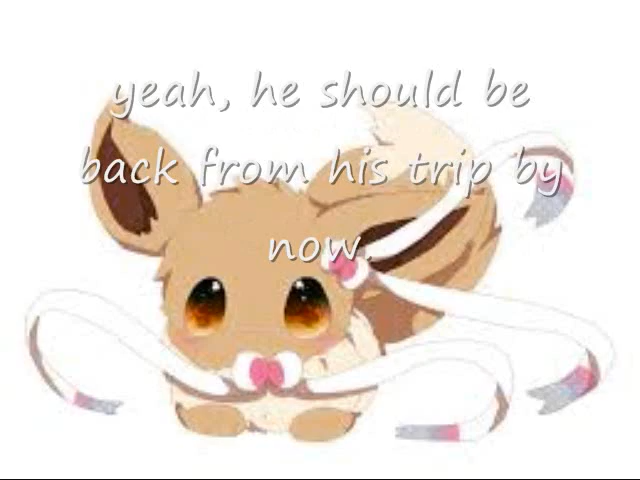 yeah, he should be
back from his trip by
now.